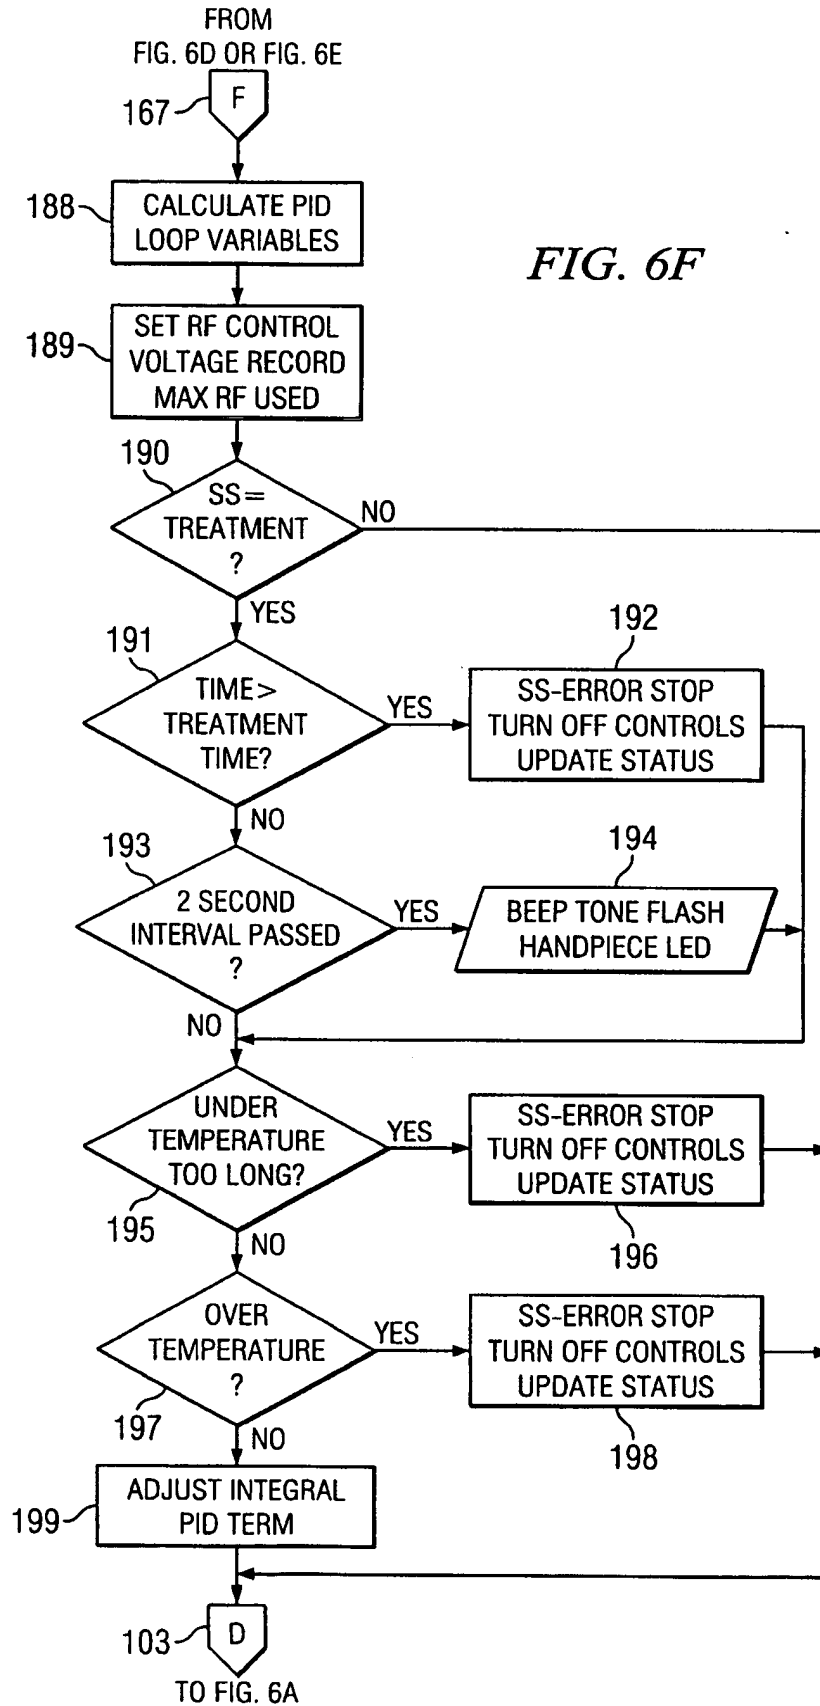 FROM
FIG. 6D OR FIG. 6E
F
167
188
CALCULATE PID
LOOP VARIABLES
FIG. 6F
189
SET RF CONTROL
VOLTAGE RECORD
MAX RF USED
190
SS=
TREATMENT
?
NO
YES
191
TIME>
TREATMENT
TIME?
YES
192
SS-ERROR STOP
TURN OFF CONTROLS
UPDATE STATUS
NO
193
2 SECOND
INTERVAL PASSED
?
YES
194
BEEP TONE FLASH
HANDPIECE LED
NO
UNDER
TEMPERATURE
TOO LONG?
195
YES
SS-ERROR STOP
TURN OFF CONTROLS
UPDATE STATUS
196
NO
OVER
TEMPERATURE
?
197
YES
SS-ERROR STOP
TURN OFF CONTROLS
UPDATE STATUS
198
NO
199
ADJUST INTEGRAL
PID TERM
103
D
TO FIG. 6A